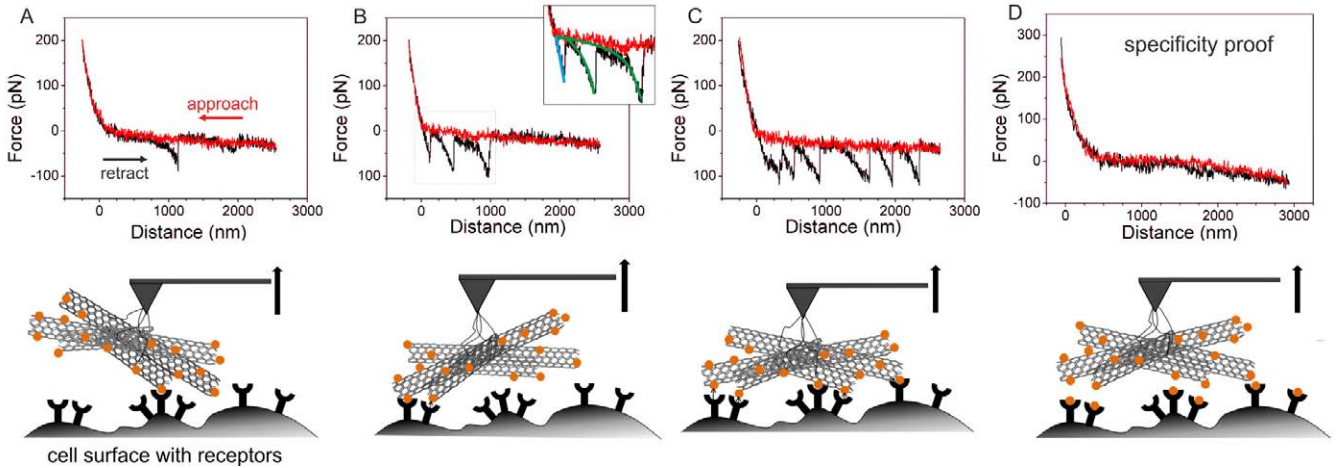 A
200
100
0
-100
Force (pN)
approach
retract
0
1000
2000
3000
Distance (nm)
B
200
100
0
100
Force (pN)
0
1000
2000
3000
Distance (nm)
C
200
100
0
100
Force (pN)
0
1000
2000
3000
Distance (nm)
D
specificity proof
300
200
100
0
-100
Force (pN)
0
1000
2000
3000
Distance (nm)
cell surface with receptors